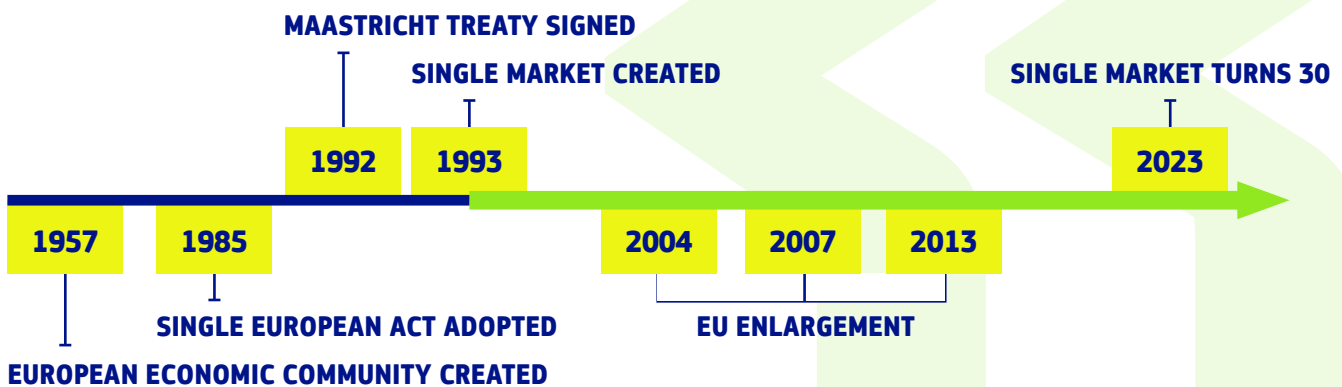 MAASTRICHT TREATY SIGNED
SINGLE MARKET CREATED
SINGLE MARKET TURNS 30
1992
1993
2023
1957
1985
2004
2007
2013
SINGLE EUROPEAN ACT ADOPTED
EU ENLARGEMENT
EUROPEAN ECONOMIC COMMUNITY CREATED